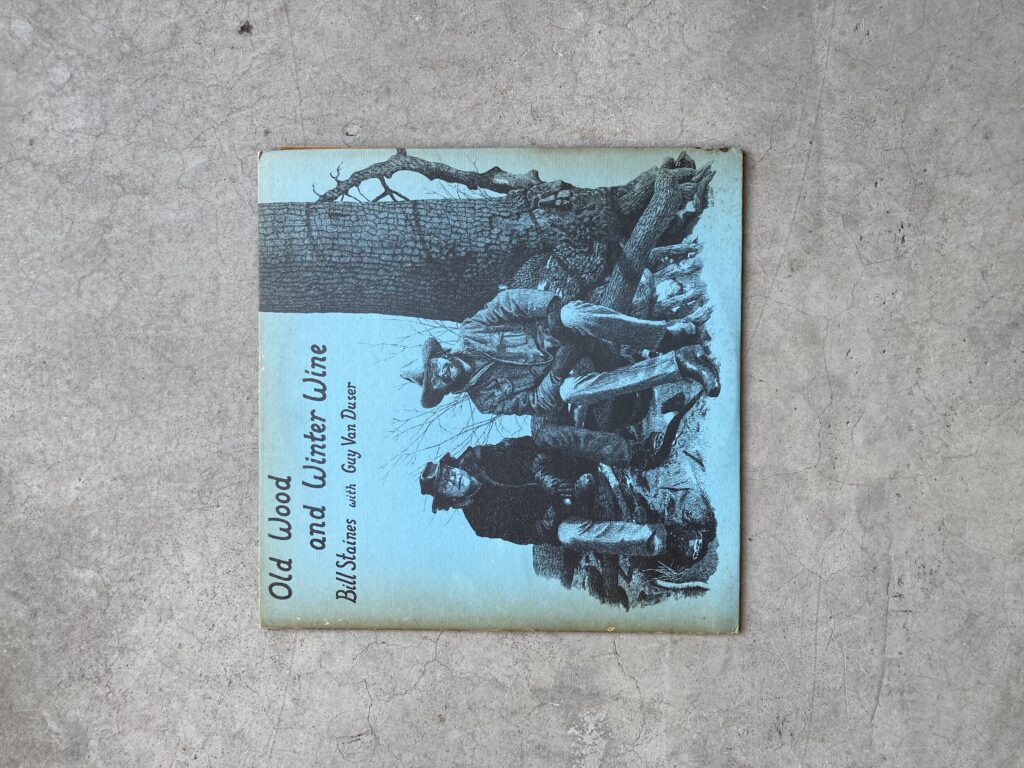 Old Wood
and Winter Wine
Bill Staines with Guy Van Duser